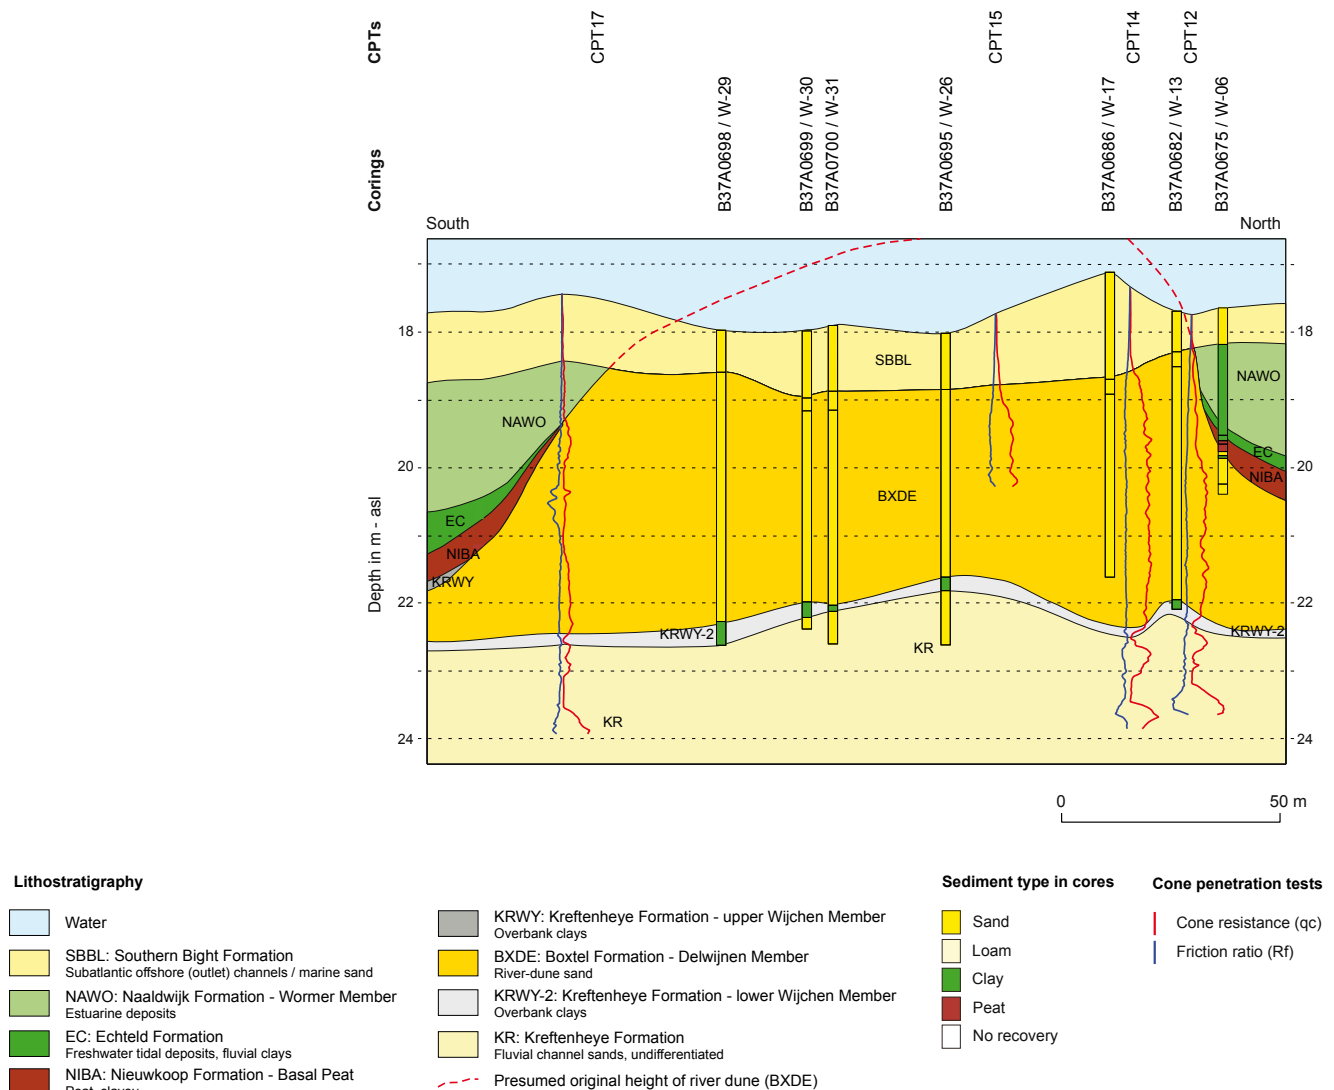 CPTs
CPT17
CPT15
CPT14
CPT12
Corings
B37A0698 / W-29
B37A0699 / W-30
B37A0700 / W-31
B37A0695 / W-26
B37A0686 / W-17
B37A0682 / W-13
B37A0675 / W-06
South
North
Depth in m - asl
18
18
20
20
22
22
24
24
SBBL
NAWO
NAWO
EC
EC
NIBA
NIBA
KRWY
BXDE
KRWY-2
KRWY-2
KR
KR
0
50 m
Lithostratigraphy
Water
SBBL: Southern Bight Formation
Subatlantic offshore (outlet) channels / marine sand
NAWO: Naaldwijk Formation - Wormer Member
Estuarine deposits
EC: Echteld Formation
Freshwater tidal deposits, fluvial clays
NIBA: Nieuwkoop Formation - Basal Peat
KRWY: Kreftenheye Formation - upper Wijchen Member
Overbank clays
BXDE: Boxtel Formation - Delwijnen Member
River-dune sand
KRWY-2: Kreftenheye Formation - lower Wijchen Member
Overbank clays
KR: Kreftenheye Formation
Fluvial channel sands, undifferentiated
Presumed original height of river dune (BXDE)
Sediment type in cores
Sand
Loam
Clay
Peat
No recovery
Cone penetration tests
Cone resistance (qc)
Friction ratio (Rf)